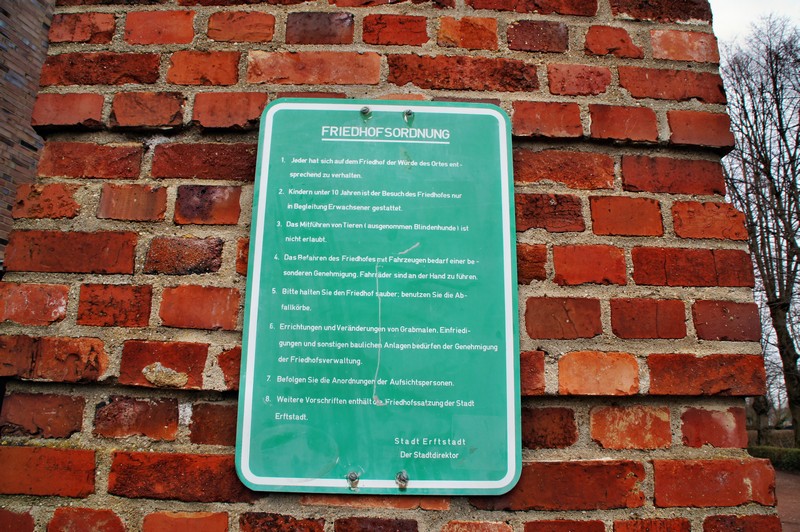 FRIEDHOFSORDNUNG
1. Jeder hat sich auf dem Friedhof der Würde des Ortes ent-
sprechend zu verhalten.
2. Kindern unter 10 Jahren ist der Besuch des Friedhofes nur
in Begleitung Erwachsener gestattet.
3. Das Mitführen von Tieren ( ausgenommen Blindenhunde ) ist
nicht erlaubt.
4. Das Befahren des Friedhofes mit Fahrzeugen bedarf einer be-
sonderen Genehmigung. Fahrräder sind an der Hand zu führen.
5. Bitte halten Sie den Friedhof sauber; benutzen Sie die Ab-
fallkörbe.
6. Errichtungen und Veränderungen von Grabmalen, Einfriedi-
gungen und sonstigen baulichen Anlagen bedürfen der Genehmigung
der Friedhofsverwaltung.
7. Befolgen Sie die Anordnungen der Aufsichtspersonen.
8. Weitere Vorschriften enthält Friedhofssatzung der Stadt
Erftstadt.
Stadt Erftstadt
Der Stadtdirektor